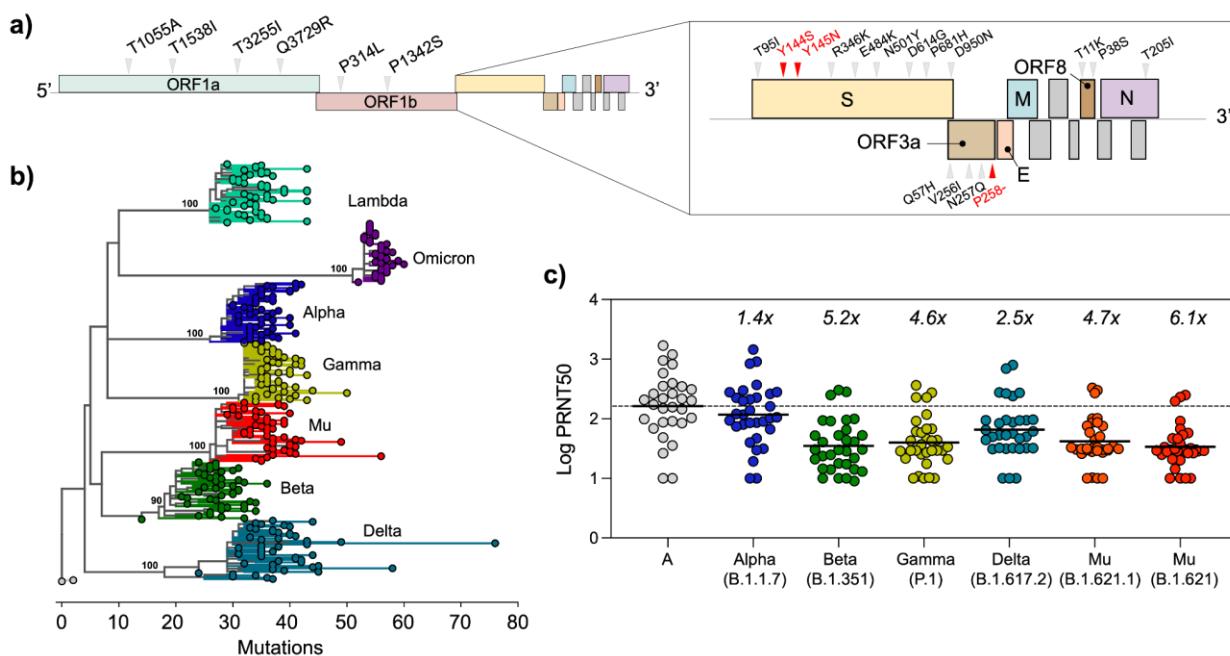 a)
T1055A
T1538I
T3255I
Q3729R
P314L
P1342S
5'
ORF1a
ORF1b
3'
T95I
Y144S
Y145N
R346K
E484K
N501Y
D614G
P681H
D950N
T11K
P38S
T205I
ORF8
S
M
N
3'
ORF3a
E
Q57H
V256I
N257Q
P258-
b)
100
Lambda
100
Omicron
Alpha
100
Gamma
100
Mu
100
Beta
90
Delta
100
0 10 20 30 40 50 60 70 80
Mutations
c)
4
3
2
1
0
Log PRNT50
1.4x 5.2x 4.6x 2.5x 4.7x 6.1x
A Alpha Beta Gamma Delta Mu Mu
(B.1.1.7) (B.1.351) (P.1) (B.1.617.2) (B.1.621.1) (B.1.621)